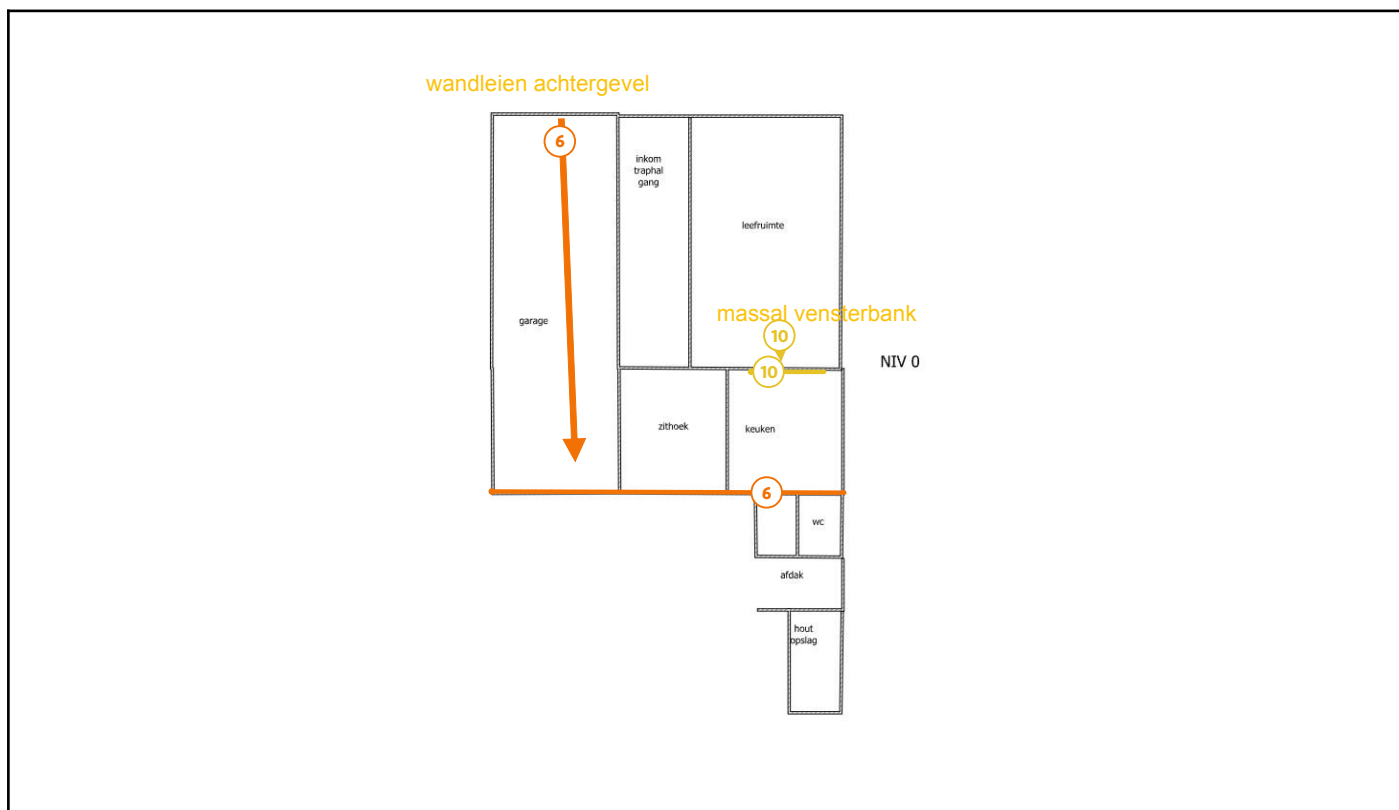 wandleien achtergevel
6
inkom
traphal
gang
leefruimte
garage
massal vensterbank
10
NIV 0
10
zithoek
keuken
6
wc
afdak
hout
opslag